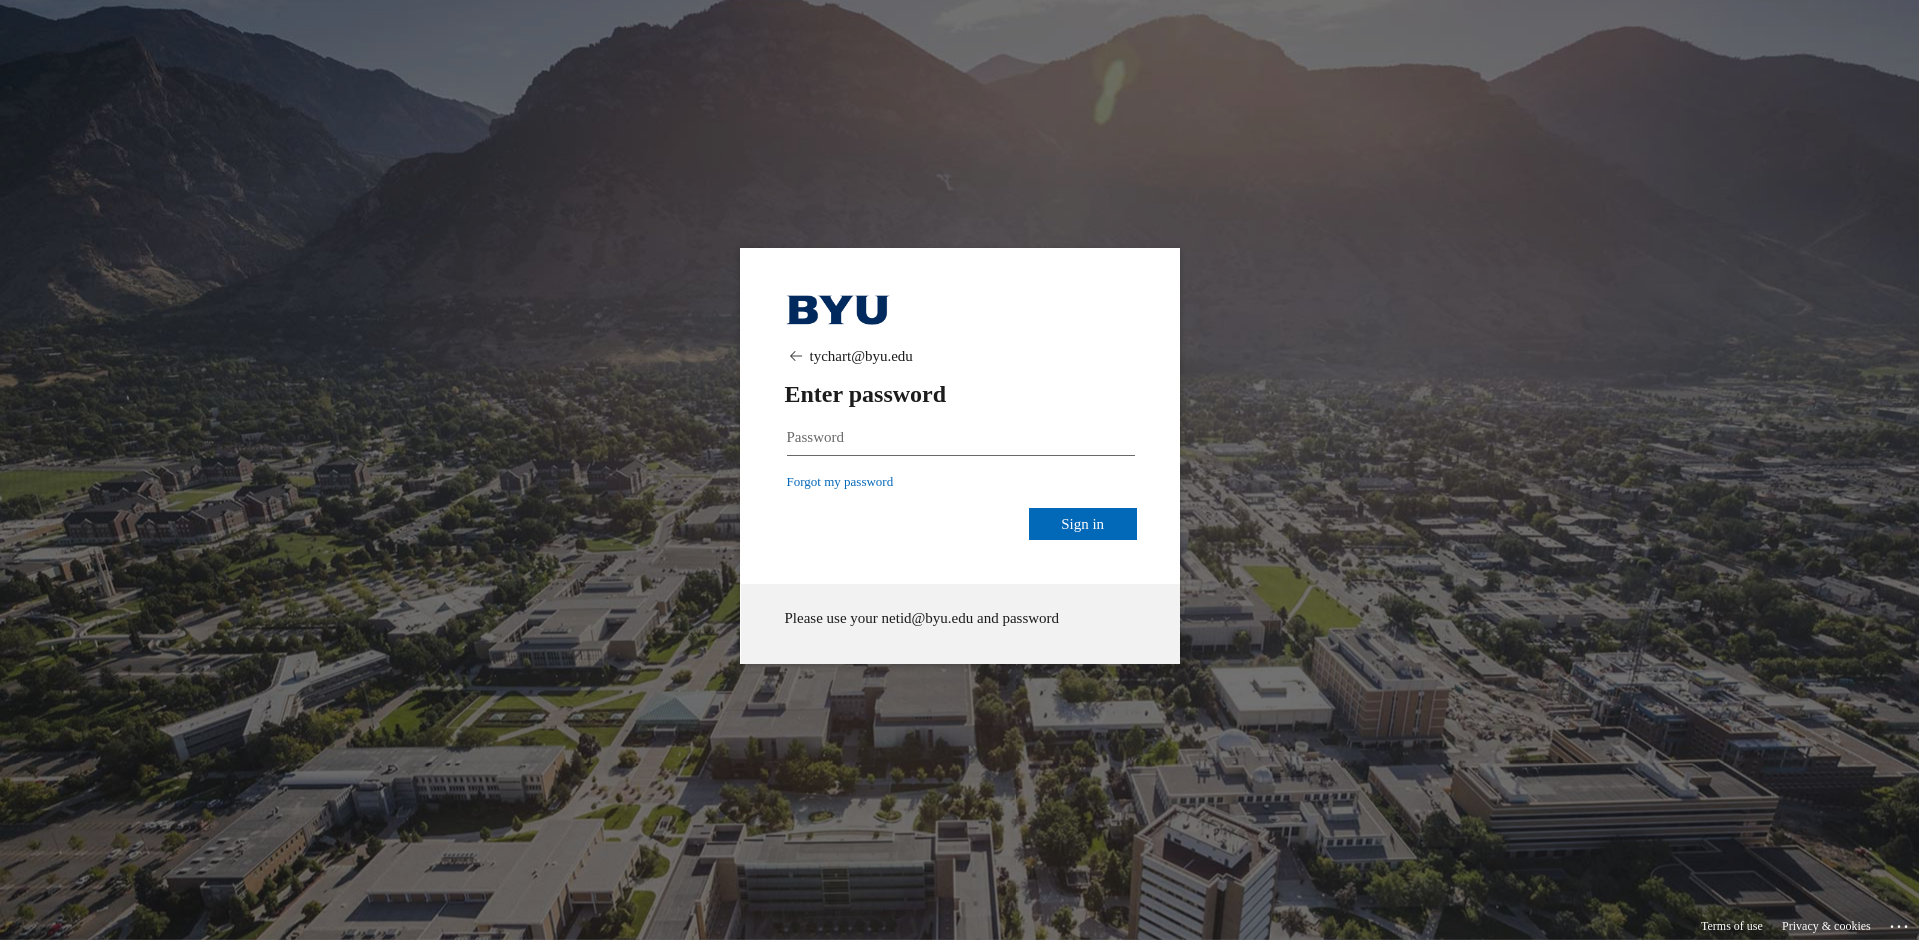 BYU
tychart@byu.edu
Enter password
Password
Forgot my password
Sign in
Please use your netid@byu.edu and password
Terms of use Privacy & cookies ...